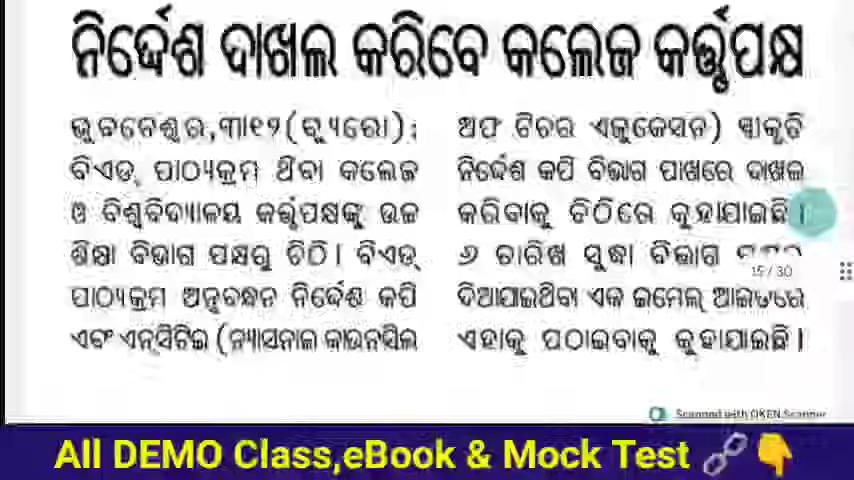 ନିର୍ଦ୍ଦେଶ ଦାଖଲ କରିବେ କଲେଜ କର୍ତ୍ତୃପକ୍ଷ
ଭୁବନେଶ୍ୱର,୩ା୧୨(ବ୍ୟୁରୋ):
ବିଏଡ୍ ପାଠ୍ୟକ୍ରମ ଥିବା କଲେଜ
ଓ ବିଶ୍ୱବିଦ୍ୟାଳୟ କର୍ତ୍ତୃପକ୍ଷଙ୍କୁ ଉଚ୍ଚ
ଶିକ୍ଷା ବିଭାଗ ପକ୍ଷରୁ ଚିଠି। ବିଏଡ୍
ପାଠ୍ୟକ୍ରମ ଅନୁବନ୍ଧନ ନିର୍ଦ୍ଦେଶ କପି
ଏବଂ ଏନ୍‌ସିଟିଇ (ନ୍ୟାସନାଲ କାଉନସିଲ
ଅଫ ଟିଚର ଏଜୁକେସନ) ସ୍ୱୀକୃତି
ନିର୍ଦ୍ଦେଶ କପି ବିଭାଗ ପାଖରେ ଦାଖଲ
କରିବାକୁ ଚିଠିରେ କୁହାଯାଇଛି।
୬ ତାରିଖ ସୁଦ୍ଧା ବିଭାଗ
15 / 30
ଦିଆଯାଇଥିବା ଏକ ଇମେଲ୍ ଆଇଡିରେ
ଏହାକୁ ପଠାଇବାକୁ କୁହାଯାଇଛି।
Scanned with OKEN Scanner
All DEMO Class,eBook & Mock Test